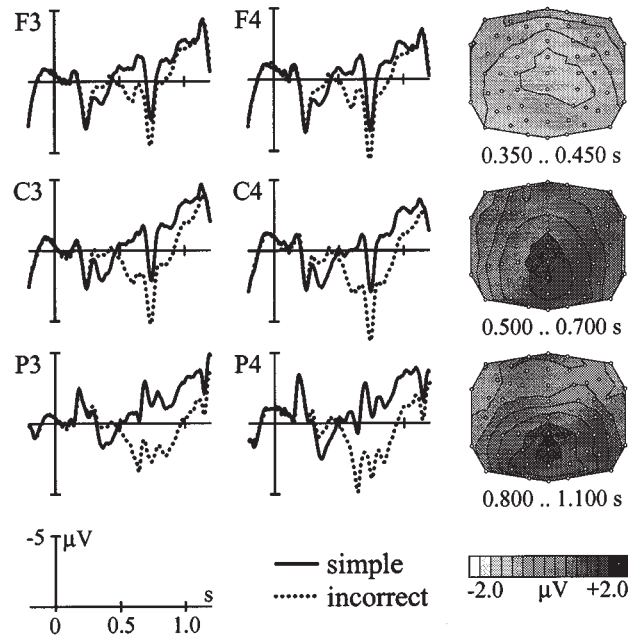 F3
F4
0.350 .. 0.450 s
C3
C4
0.500 .. 0.700 s
P3
P4
0.800 .. 1.100 s
-5
μV
s
0 0.5 1.0
simple
incorrect
-2.0 μV +2.0